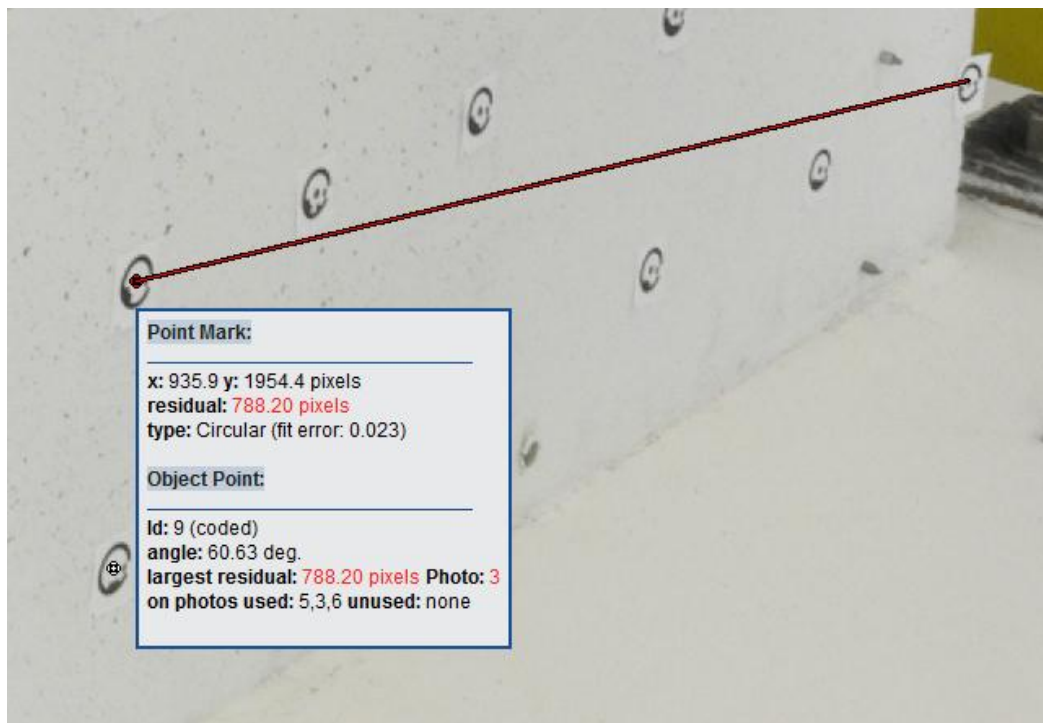 Point Mark:
x: 935.9 y: 1954.4 pixels
residual: 788.20 pixels
type: Circular (fit error: 0.023)
Object Point:
Id: 9 (coded)
angle: 60.63 deg.
largest residual: 788.20 pixels Photo: 3
on photos used: 5,3,6 unused: none